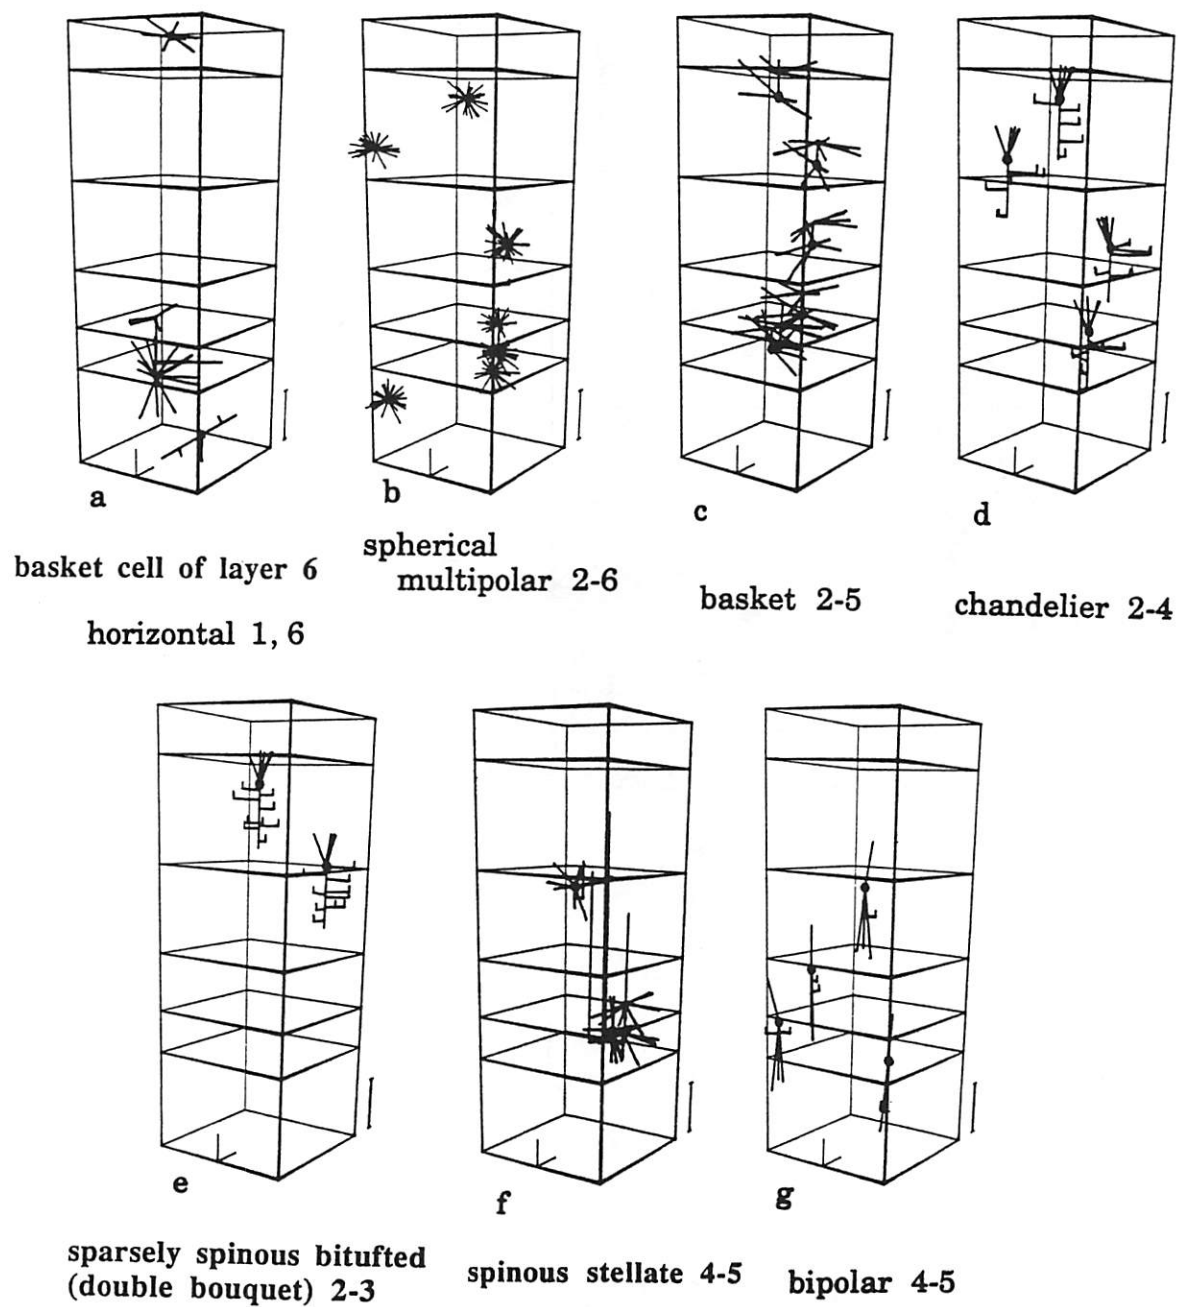 a
b
c
d
basket cell of layer 6
horizontal 1, 6
spherical
multipolar 2-6
basket 2-5
chandelier 2-4
e
f
g
sparsely spinous bitufted
(double bouquet) 2-3
spinous stellate 4-5
bipolar 4-5